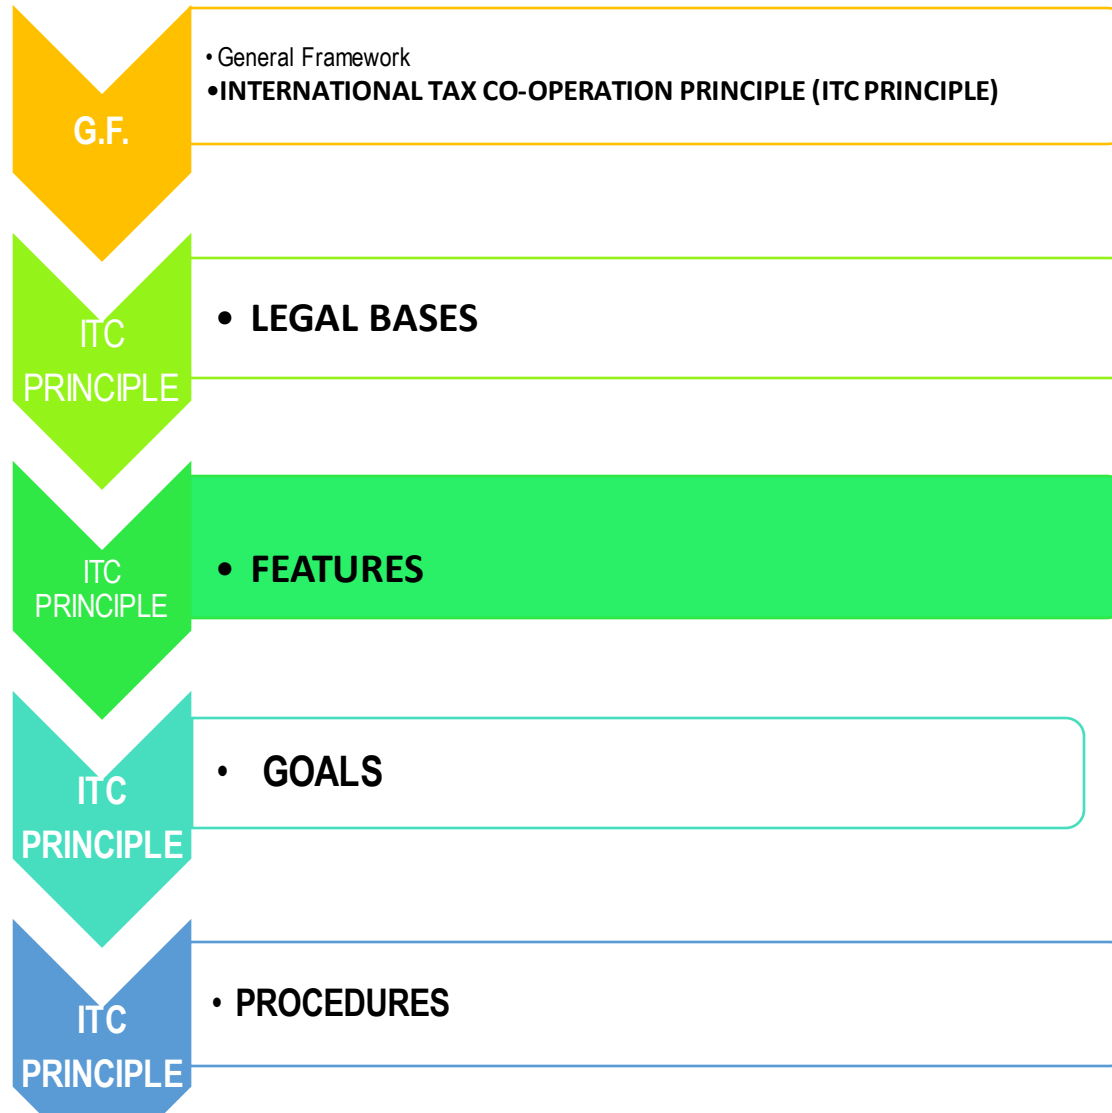 • General Framework
•INTERNATIONAL TAX CO-OPERATION PRINCIPLE (ITC PRINCIPLE)
G.F.
• LEGAL BASES
ITC
PRINCIPLE
• FEATURES
ITC
PRINCIPLE
• GOALS
ITC
PRINCIPLE
• PROCEDURES
ITC
PRINCIPLE